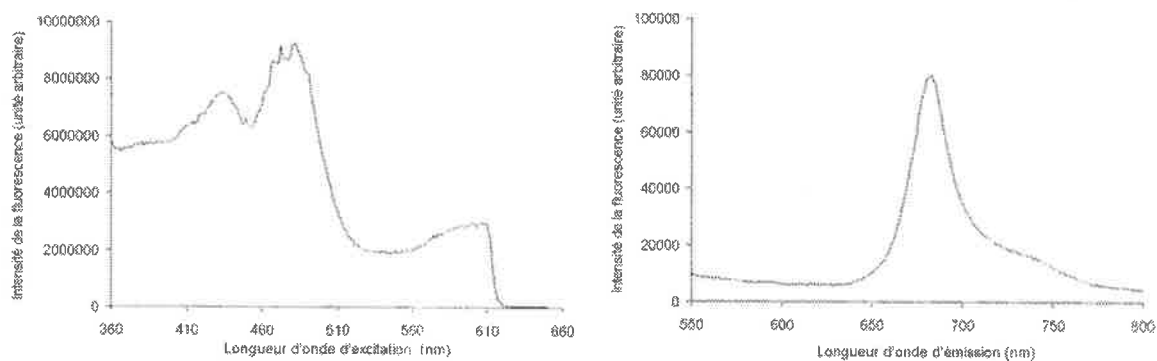 Intensité de la fluorescence (unité arbitraire)
10000000
8000000
6000000
4000000
2000000
0
360 410 460 510 560 610 660
Longueur d'onde d'excitation (nm)
Intensité de la fluorescence (unité arbitraire)
100000
80000
60000
40000
20000
0
550 600 650 700 750 800
Longueur d'onde d'émission (nm)